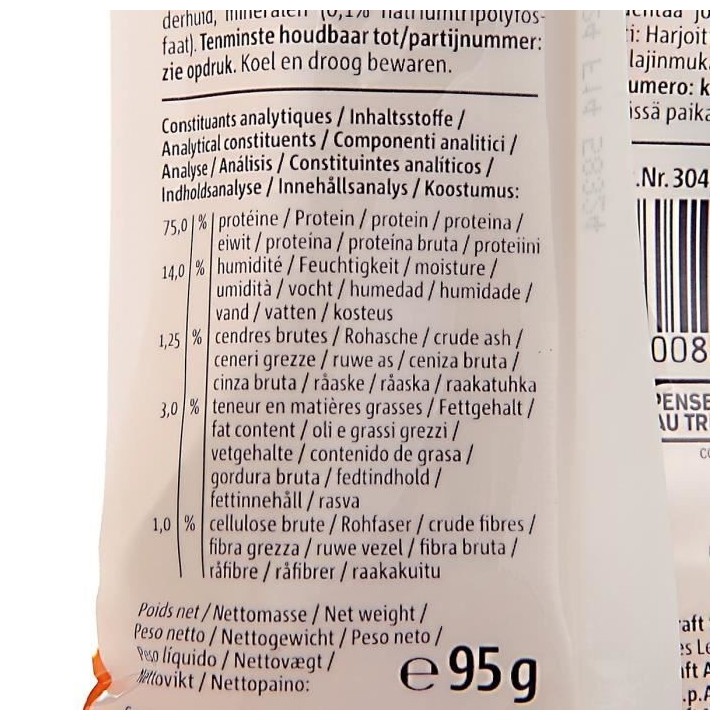 derhuid, mineralen (0,1% natriumtripolyfos-
faat). Tenminste houdbaar tot/partijnummer:
zie opdruk. Koel en droog bewaren.
Constituants analytiques / Inhaltsstoffe /
Analytical constituents / Componenti analitici /
Analyse / Análisis / Constituintes analíticos /
Indholdsanalyse / Innehållsanalys / Koostumus:
75,0 % protéine / Protein / protein / proteina /
eiwit / proteína / proteína bruta / proteiini
14,0 % humidité / Feuchtigkeit / moisture /
umidità / vocht / humedad / humidade /
vand / vatten / kosteus
1,25 % cendres brutes / Rohasche / crude ash /
ceneri grezze / ruwe as / ceniza bruta /
cinza bruta / råaske / råaska / raakatuhka
3,0 % teneur en matières grasses / Fettgehalt /
fat content / oli e grassi grezzi /
vetgehalte / contenido de grasa /
gordura bruta / fedtindhold /
fettinnehåll / rasva
1,0 % cellulose brute / Rohfaser / crude fibres /
fibra grezza / ruwe vezel / fibra bruta /
råfibre / råfibrer / raakakuitu
Poids net / Nettomasse / Net weight /
Peso netto / Nettogewicht / Peso neto /
Peso líquido / Nettovægt /
Nettovikt / Nettopaino:
e 95 g
i: Harjoit
lajinmuk
umero: k
issä paika
.Nr. 304
008
PENSE
AU TR
raft
es Le
ift A
.p.A